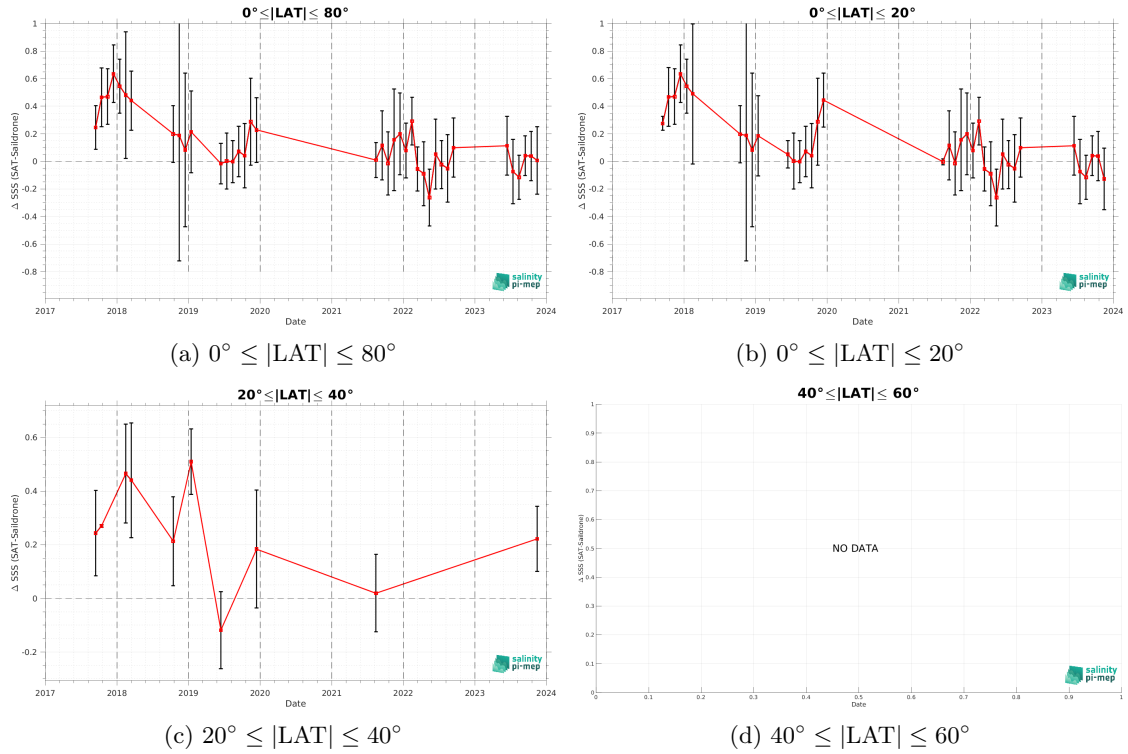 0°≤|LAT|≤ 80°
1
0.8
0.6
0.4
0.2
0
-0.2
-0.4
-0.6
-0.8
Δ SSS (SAT-Saildrone)
2017 2018 2019 2020 2021 2022 2023 2024
Date
salinity
pi-mep
(a) 0° ≤ |LAT| ≤ 80°
0°≤|LAT|≤ 20°
1
0.8
0.6
0.4
0.2
0
-0.2
-0.4
-0.6
-0.8
Δ SSS (SAT-Saildrone)
2017 2018 2019 2020 2021 2022 2023 2024
Date
salinity
pi-mep
(b) 0° ≤ |LAT| ≤ 20°
20°≤|LAT|≤ 40°
0.6
0.4
0.2
0
-0.2
Δ SSS (SAT-Saildrone)
2017 2018 2019 2020 2021 2022 2023 2024
Date
salinity
pi-mep
(c) 20° ≤ |LAT| ≤ 40°
40°≤|LAT|≤ 60°
1
0.9
0.8
0.7
0.6
0.5
0.4
0.3
0.2
0.1
0
Δ SSS (SAT-Saildrone)
NO DATA
0 0.1 0.2 0.3 0.4 0.5 0.6 0.7 0.8 0.9 1
Date
salinity
pi-mep
(d) 40° ≤ |LAT| ≤ 60°